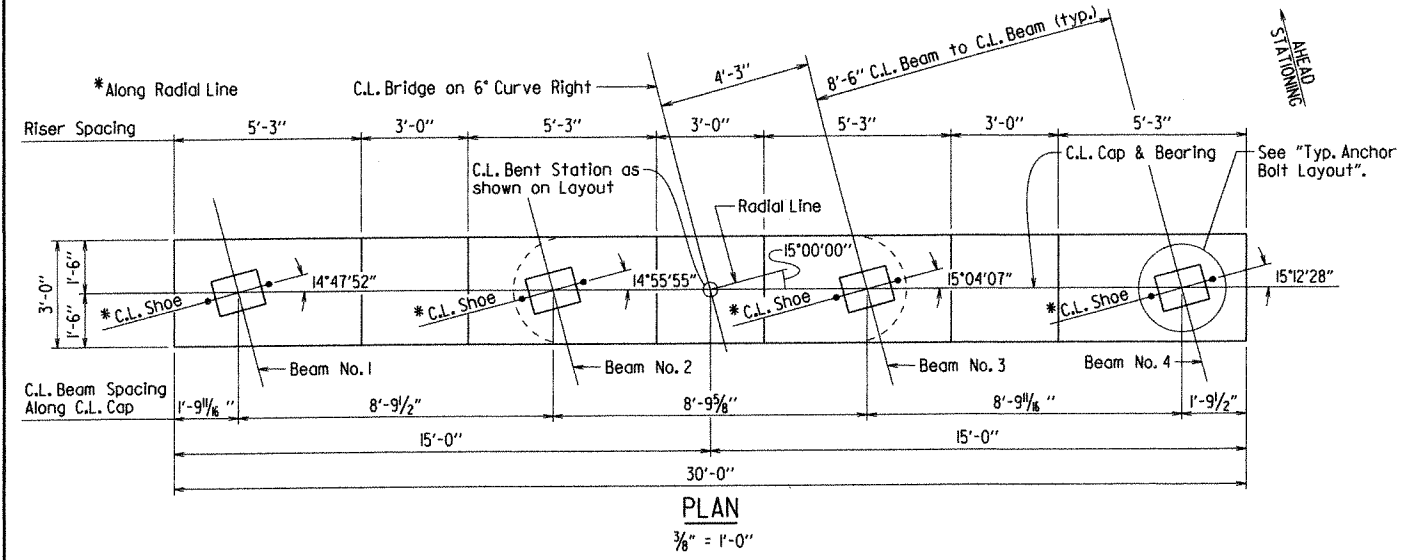 *Along Radial Line
C.L. Bridge on 6° Curve Right
4'-3"
8'-6" C.L. Beam to C.L. Beam (typ.)
AHEAD
STATIONING
Riser Spacing
5'-3"
3'-0"
5'-3"
3'-0"
5'-3"
3'-0"
5'-3"
C.L. Bent Station as
shown on Layout
C.L. Cap & Bearing
See "Typ. Anchor
Bolt Layout".
Radial Line
15°00'00"
3'-0"
1'-6"
1'-6"
14°47'52"
14°55'55"
15°04'07"
15°12'28"
* C.L. Shoe
* C.L. Shoe
* C.L. Shoe
* C.L. Shoe
Beam No. 1
Beam No. 2
Beam No. 3
Beam No. 4
C.L. Beam Spacing
Along C.L. Cap
1'-9 11/16"
8'-9 1/2"
8'-9 5/8"
8'-9 11/16"
1'-9 1/2"
15'-0"
15'-0"
30'-0"
PLAN
3/8" = 1'-0"